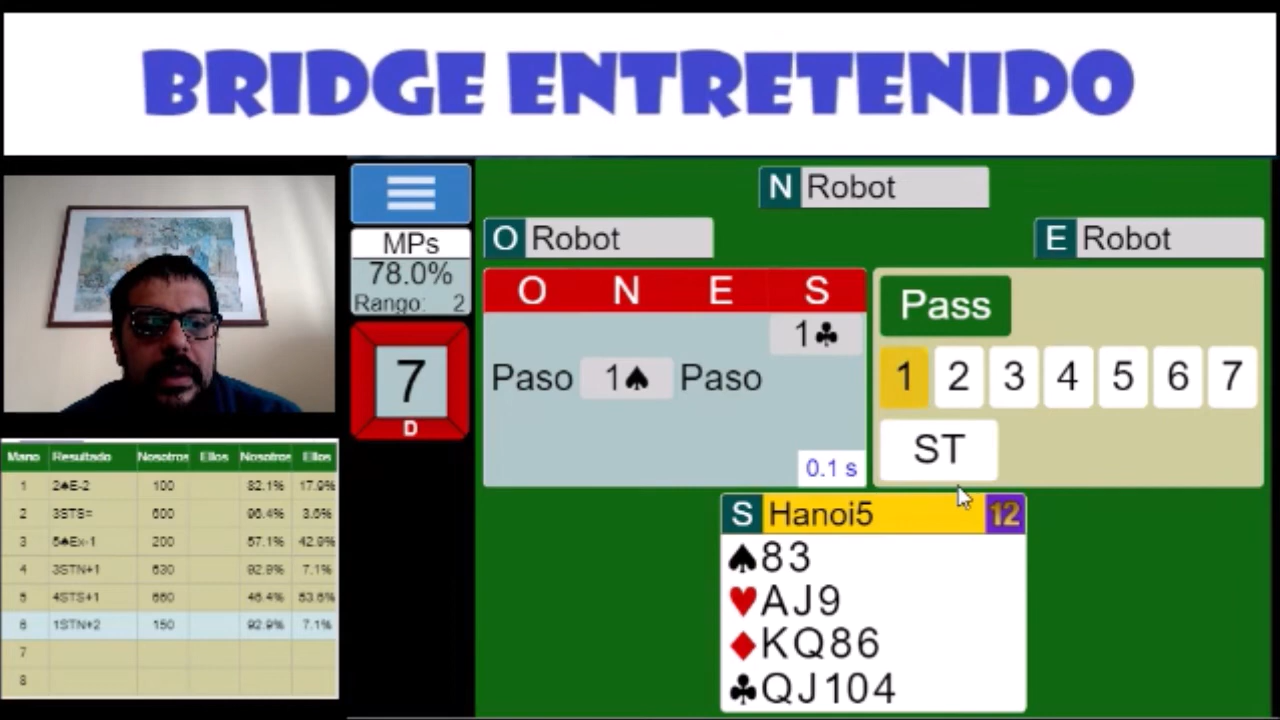 BRIDGE ENTRETENIDO
N Robot
O Robot
E Robot
MPs
78.0%
Rango: 2
7
D
O N E S
1♣
Paso 1♠ Paso
0.1 s
Pass
1 2 3 4 5 6 7
ST
S Hanoi5 12
♠83
♥AJ9
♦KQ86
♣QJ104
Mano Resultado Nosotros Ellos Nosotros Ellos
1 2♠E-2 100 82.1% 17.9%
2 3STS= 600 96.4% 3.6%
3 5♠Ex-1 200 57.1% 42.9%
4 3STN+1 630 92.9% 7.1%
5 4STS+1 660 46.4% 53.6%
6 1STN+2 150 92.9% 7.1%
7
8